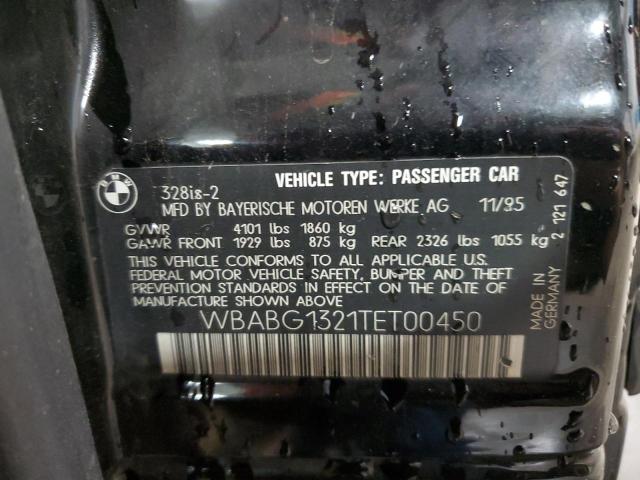 BMW
328is-2 VEHICLE TYPE: PASSENGER CAR
MFD BY BAYERISCHE MOTOREN WERKE AG 11/95
GVWR 4101 lbs 1860 kg
GAWR FRONT 1929 lbs 875 kg REAR 2326 lbs 1055 kg
THIS VEHICLE CONFORMS TO ALL APPLICABLE U.S.
FEDERAL MOTOR VEHICLE SAFETY, BUMPER AND THEFT
PREVENTION STANDARDS IN EFFECT ON THE DATE OF
MANUFACTURE SHOWN ABOVE
WBABG1321TET00450
MADE IN
GERMANY
2 121 647